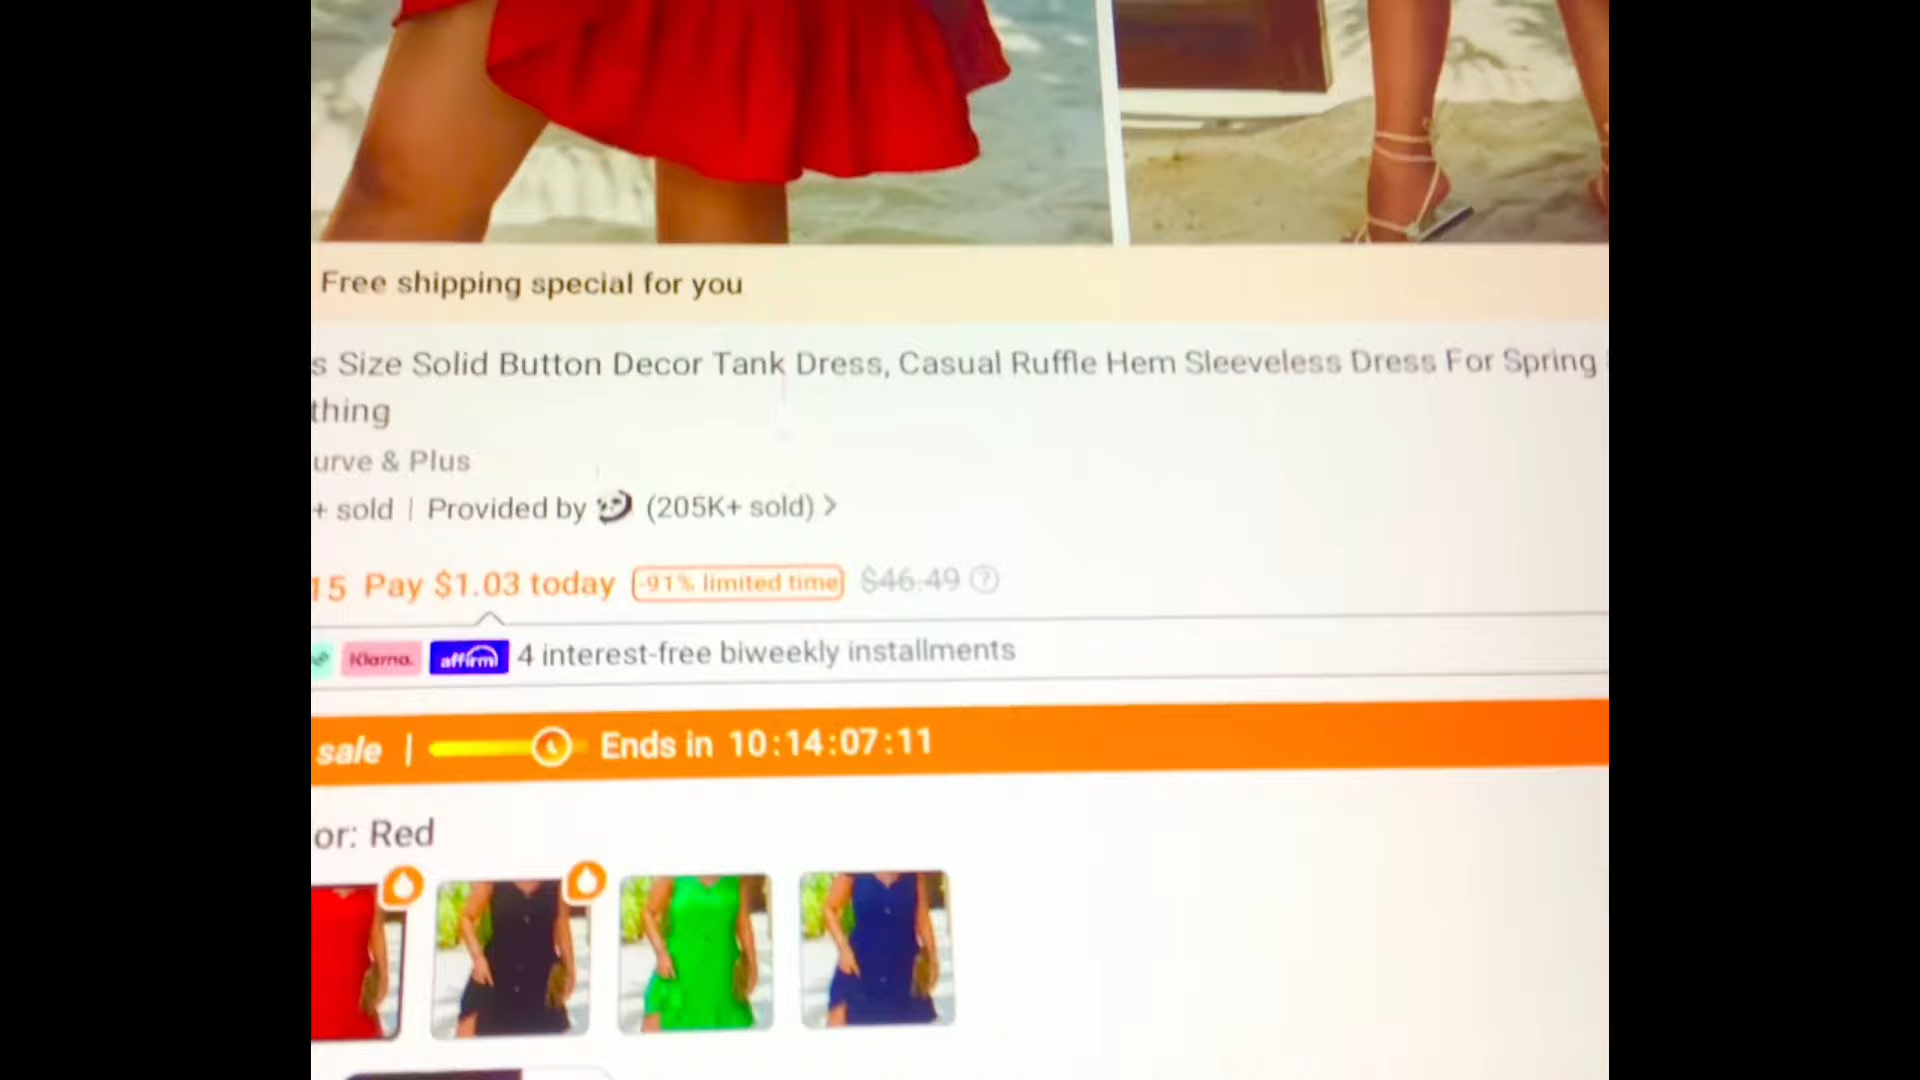 Free shipping special for you
s Size Solid Button Decor Tank Dress, Casual Ruffle Hem Sleeveless Dress For Spring
thing
urve & Plus
+ sold | Provided by (205K+ sold) >
15 Pay $1.03 today -91% limited time $46.49 ?
Klarna. affirm 4 interest-free biweekly installments
sale | Ends in 10:14:07:11
or: Red